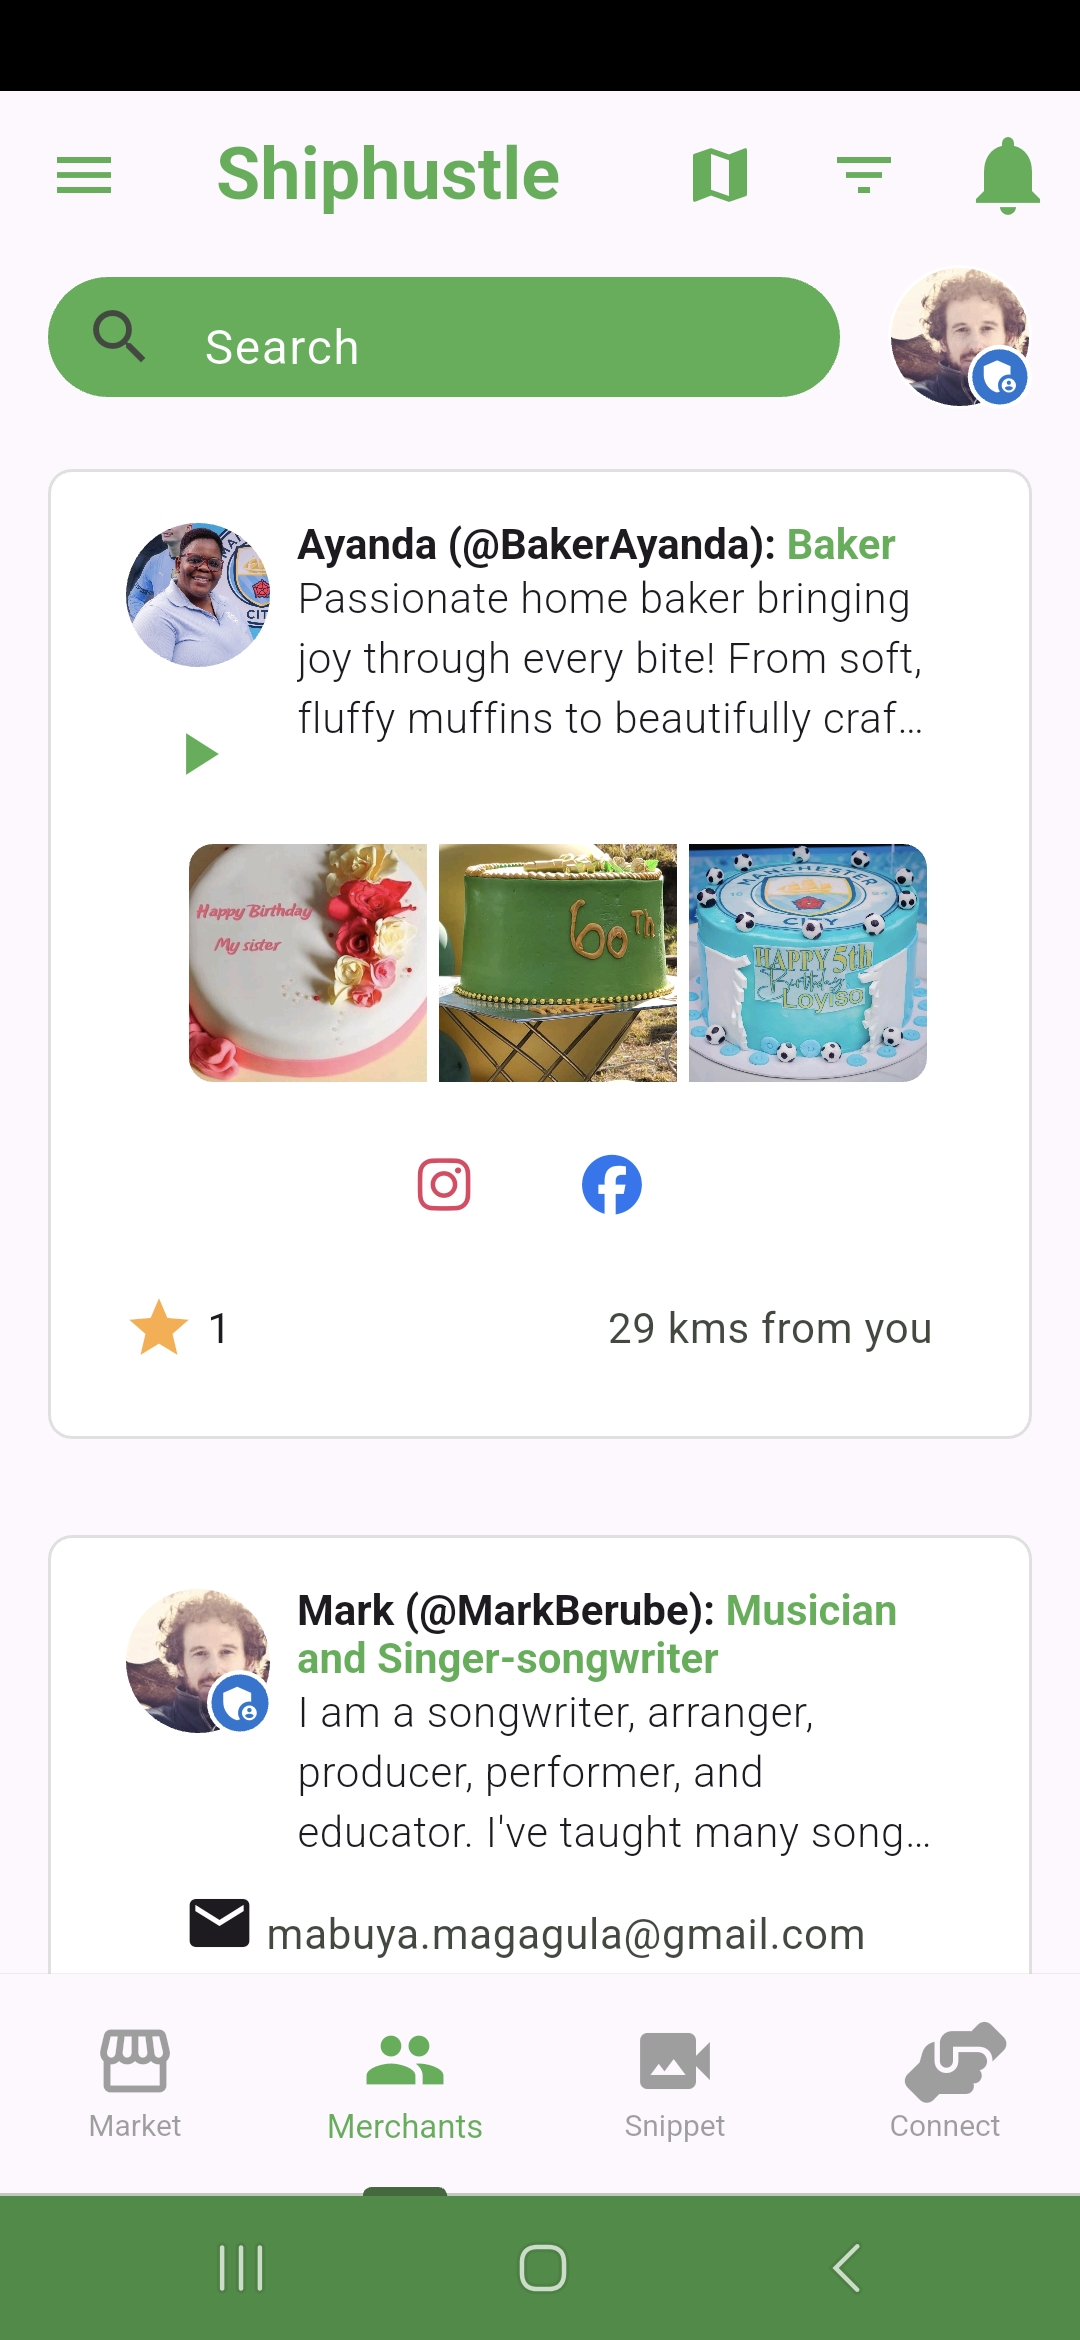 Shiphustle
Search
Ayanda (@BakerAyanda): Baker
Passionate home baker bringing
joy through every bite! From soft,
fluffy muffins to beautifully craf...
CIT
Happy Birthday
My sister
60Th
MANCHESTER
CITY
HAPPY 5th
Birthday
Loyiso
1
29 kms from you
Mark (@MarkBerube): Musician
and Singer-songwriter
I am a songwriter, arranger,
producer, performer, and
educator. I've taught many song...
mabuya.magagula@gmail.com
Market
Merchants
Snippet
Connect